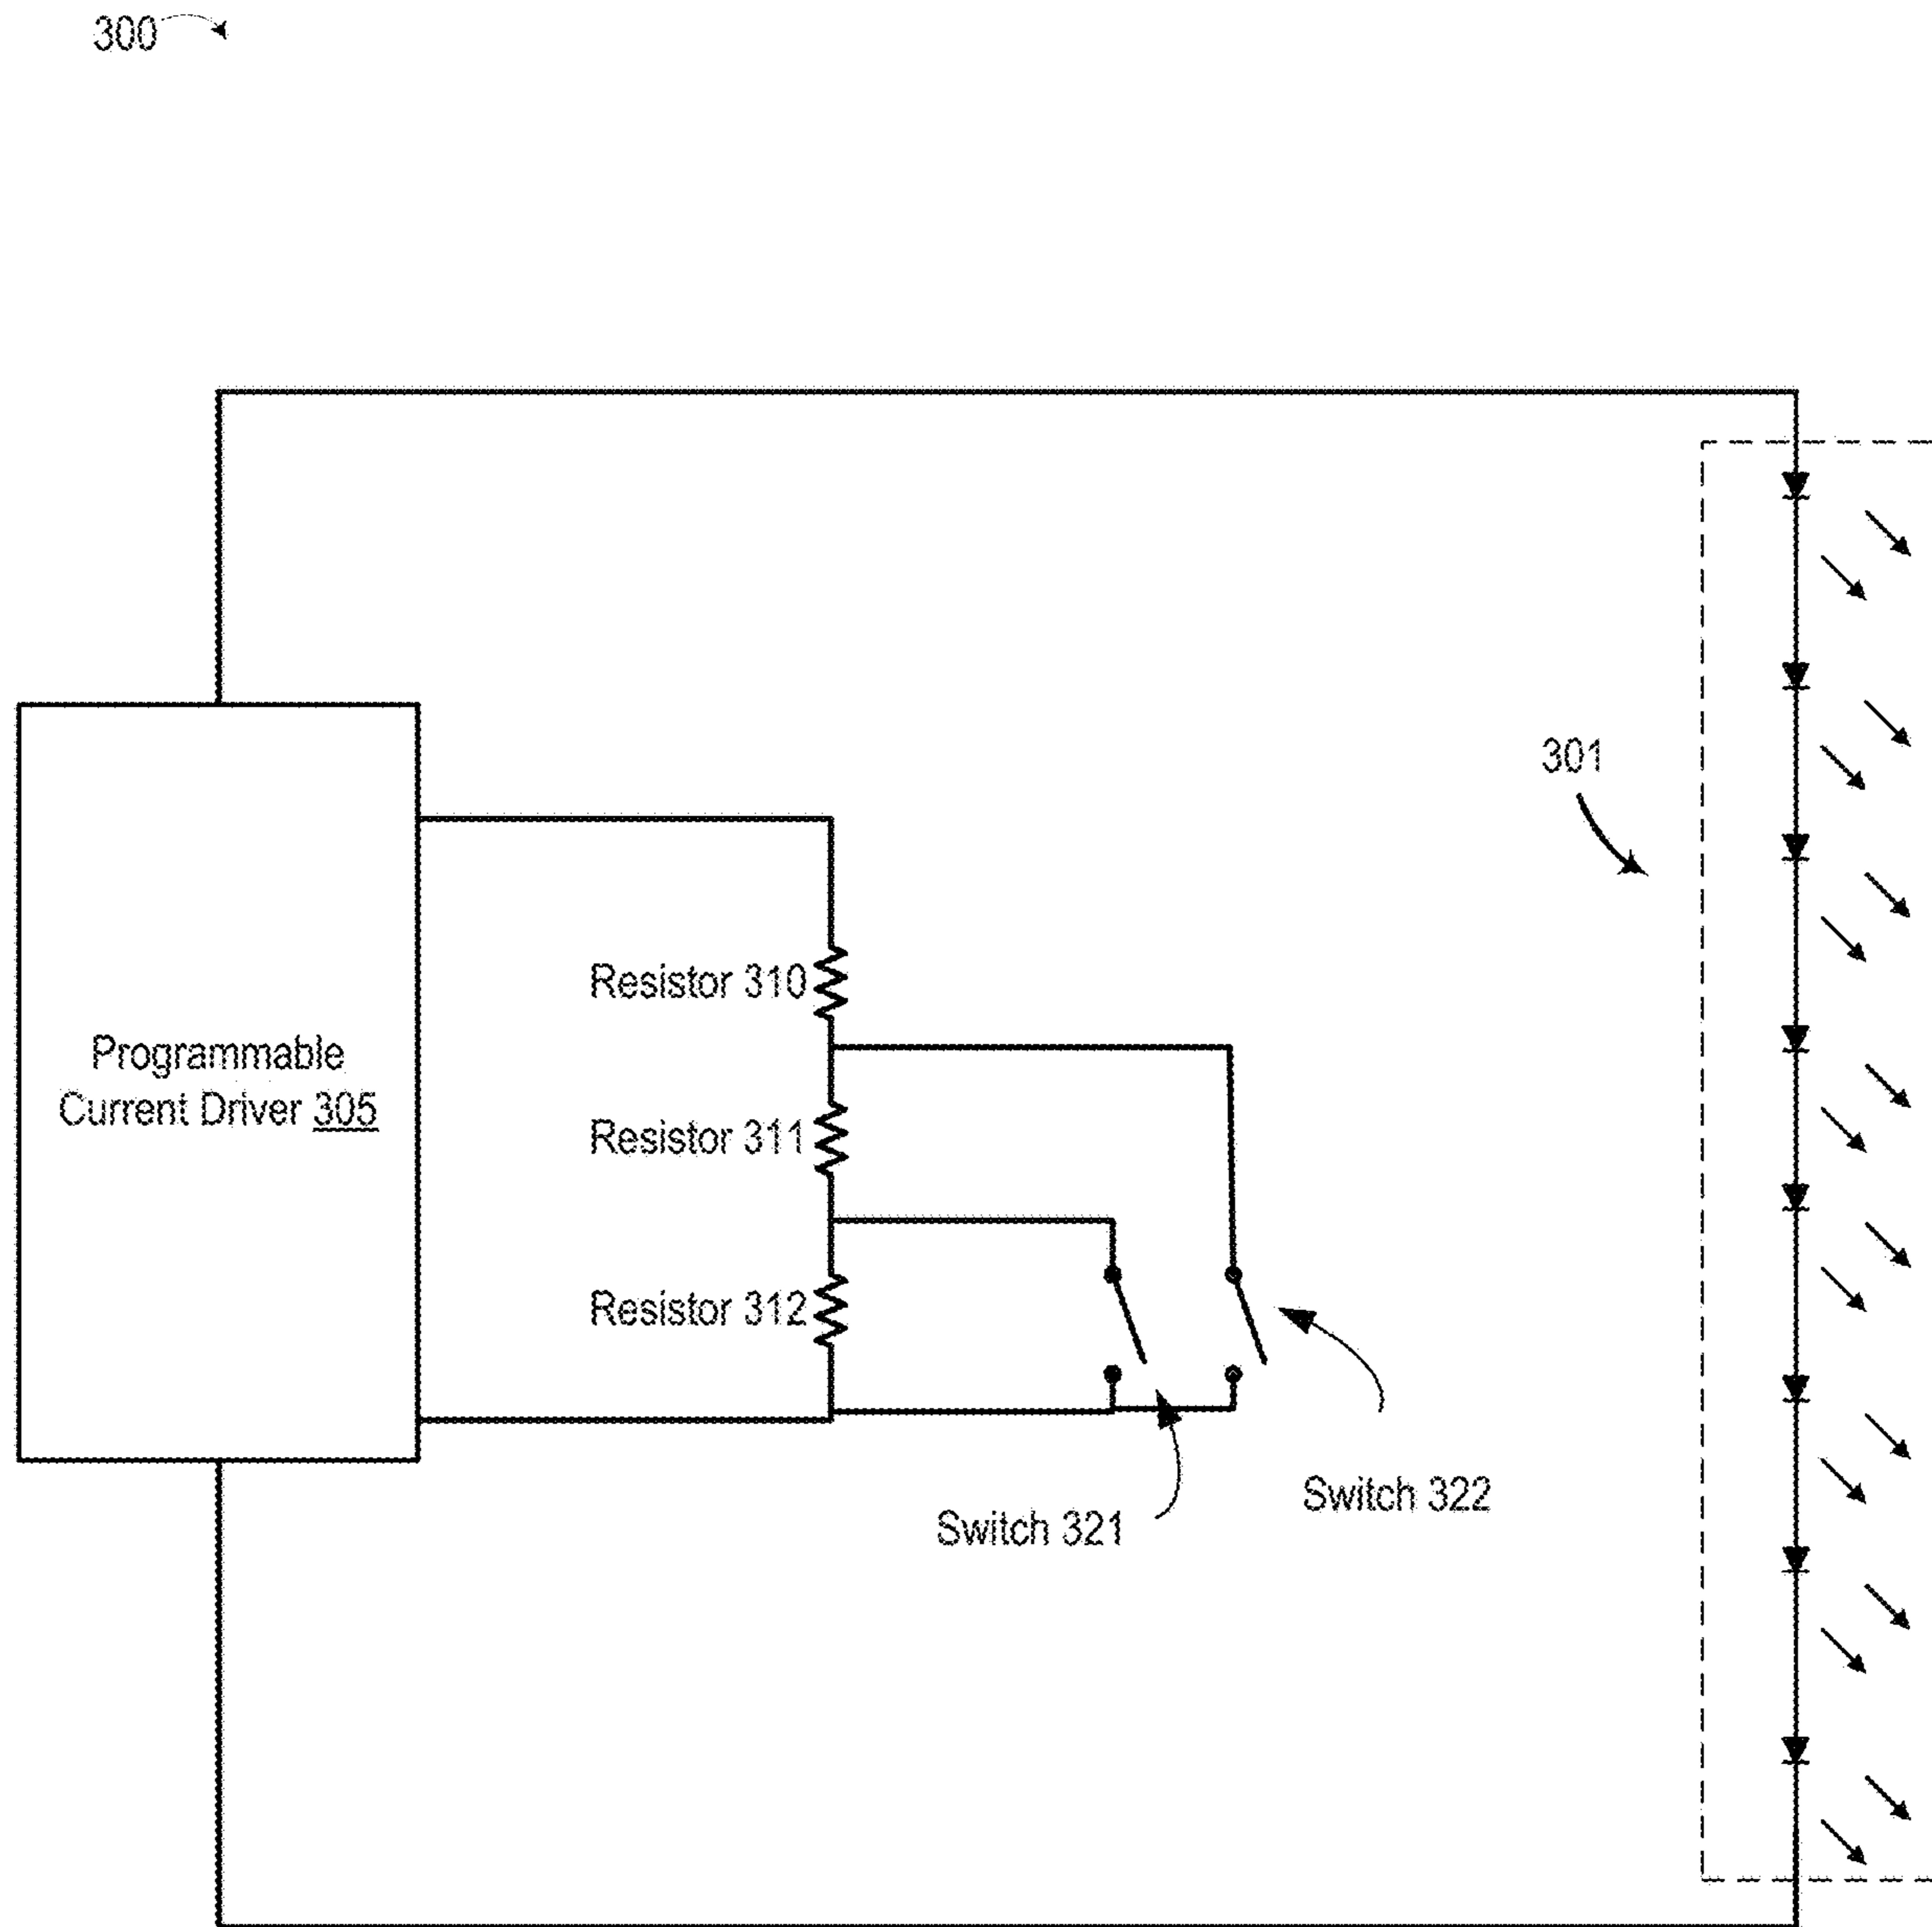 300
301
Resistor 310
Programmable
Current Driver 305
Resistor 311
Resistor 312
Switch 322
Switch 321